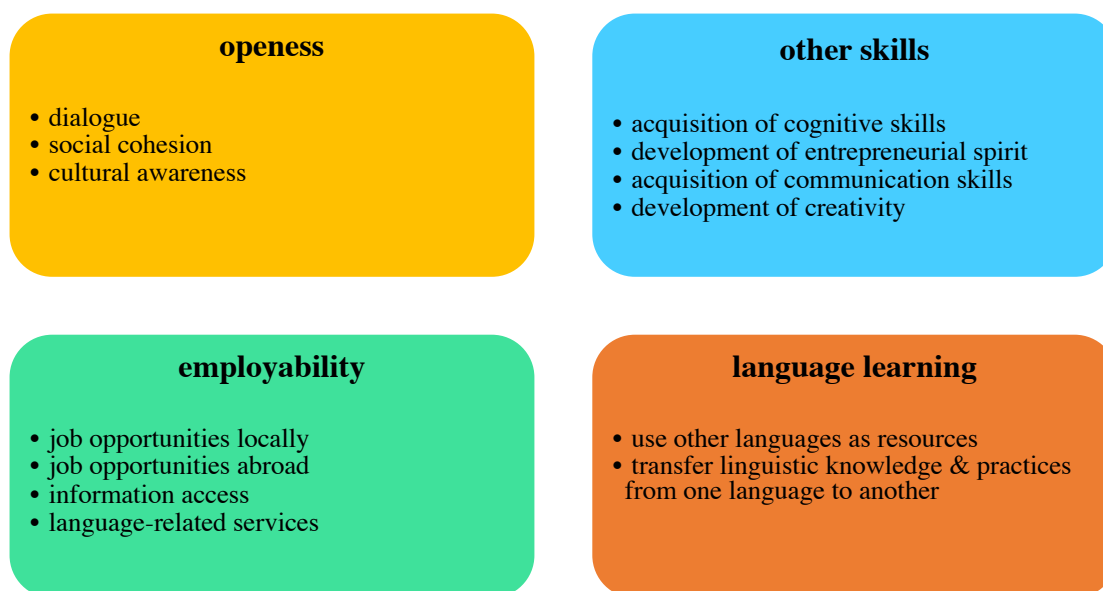 openess
• dialogue
• social cohesion
• cultural awareness
other skills
• acquisition of cognitive skills
• development of entrepreneurial spirit
• acquisition of communication skills
• development of creativity
employability
• job opportunities locally
• job opportunities abroad
• information access
• language-related services
language learning
• use other languages as resources
• transfer linguistic knowledge & practices
from one language to another